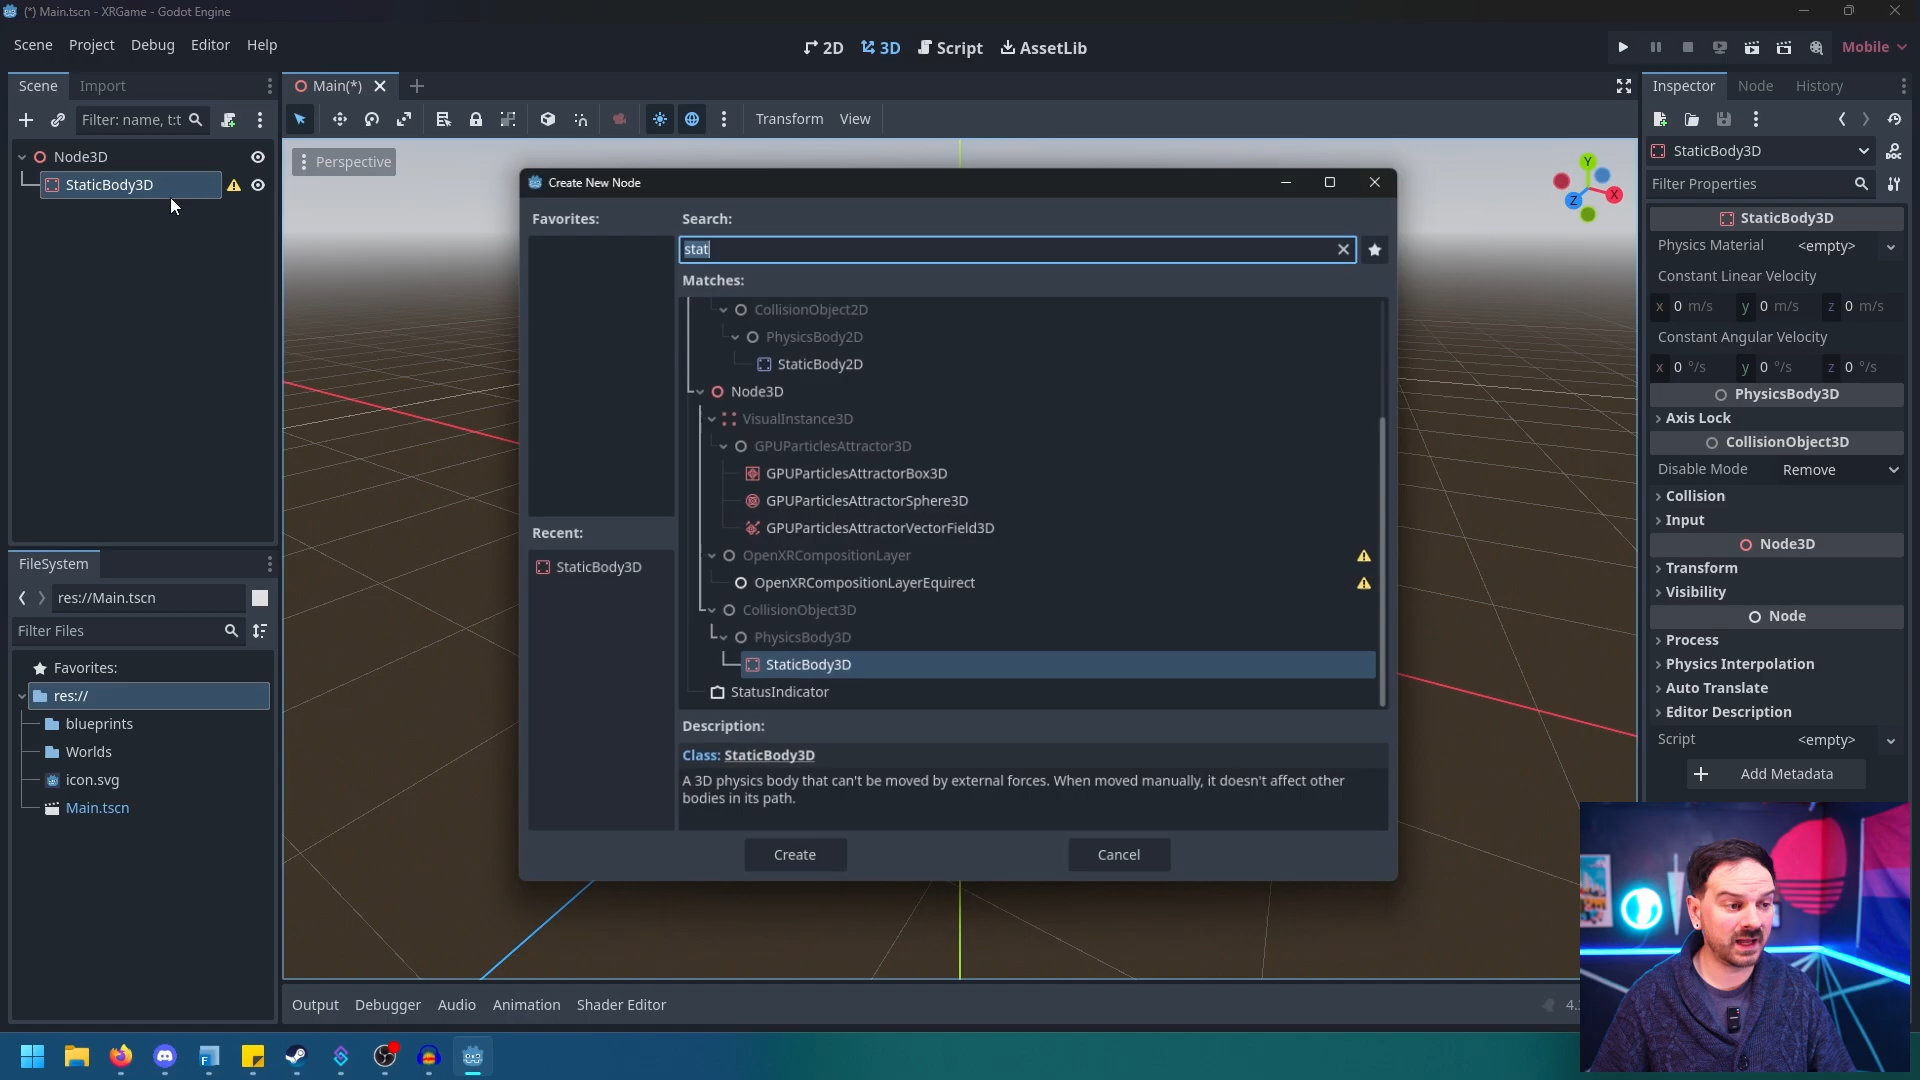 (*) Main.tscn - XRGame - Godot Engine
Scene Project Debug Editor Help
2D 3D Script AssetLib
Mobile
Scene Import
Main(*)
Inspector Node History
Filter: name, t:t
Transform View
Node3D
StaticBody3D
Perspective
Y
X
Z
StaticBody3D
DOC
Filter Properties
StaticBody3D
Physics Material <empty>
Constant Linear Velocity
x 0 m/s y 0 m/s z 0 m/s
Constant Angular Velocity
x 0 °/s y 0 °/s z 0 °/s
PhysicsBody3D
Axis Lock
CollisionObject3D
Disable Mode Remove
Collision
Input
Node3D
Transform
Visibility
Node
Process
Physics Interpolation
Auto Translate
Editor Description
Script <empty>
Add Metadata
Create New Node
Favorites:
Search:
stat
Matches:
CollisionObject2D
PhysicsBody2D
StaticBody2D
Node3D
VisualInstance3D
GPUParticlesAttractor3D
GPUParticlesAttractorBox3D
GPUParticlesAttractorSphere3D
GPUParticlesAttractorVectorField3D
OpenXRCompositionLayer
OpenXRCompositionLayerEquirect
CollisionObject3D
PhysicsBody3D
StaticBody3D
StatusIndicator
Recent:
StaticBody3D
Description:
Class: StaticBody3D
A 3D physics body that can't be moved by external forces. When moved manually, it doesn't affect other
bodies in its path.
Create Cancel
FileSystem
res://Main.tscn
Filter Files
Favorites:
res://
blueprints
Worlds
icon.svg
Main.tscn
Output Debugger Audio Animation Shader Editor
4.